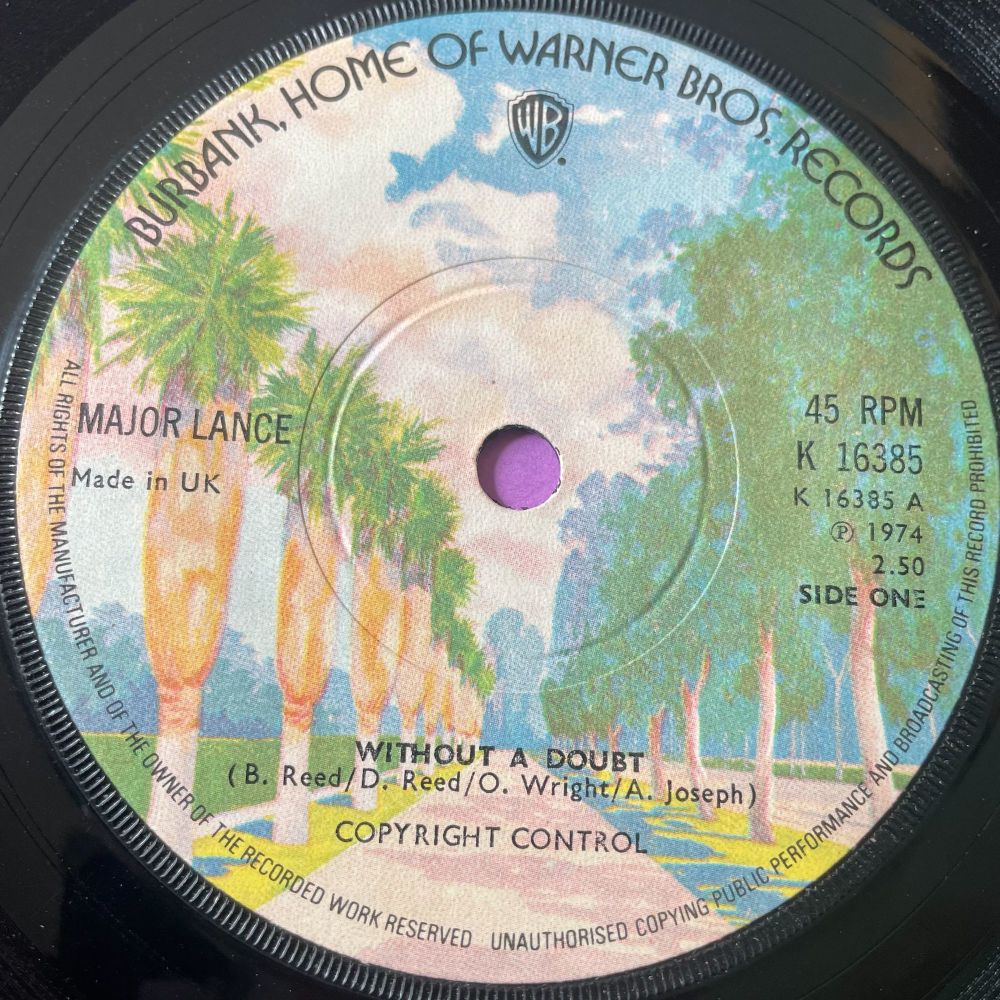 BURBANK, HOME OF WARNER BROS. RECORDS
WB
MAJOR LANCE
Made in UK
45 RPM
K 16385
K 16385 A
Ⓟ 1974
2.50
SIDE ONE
WITHOUT A DOUBT
(B. Reed/D. Reed/O. Wright/A. Joseph)
COPYRIGHT CONTROL
ALL RIGHTS OF THE MANUFACTURER AND OF THE OWNER OF THE RECORDED WORK RESERVED UNAUTHORISED COPYING PUBLIC PERFORMANCE AND BROADCASTING OF THIS RECORD PROHIBITED